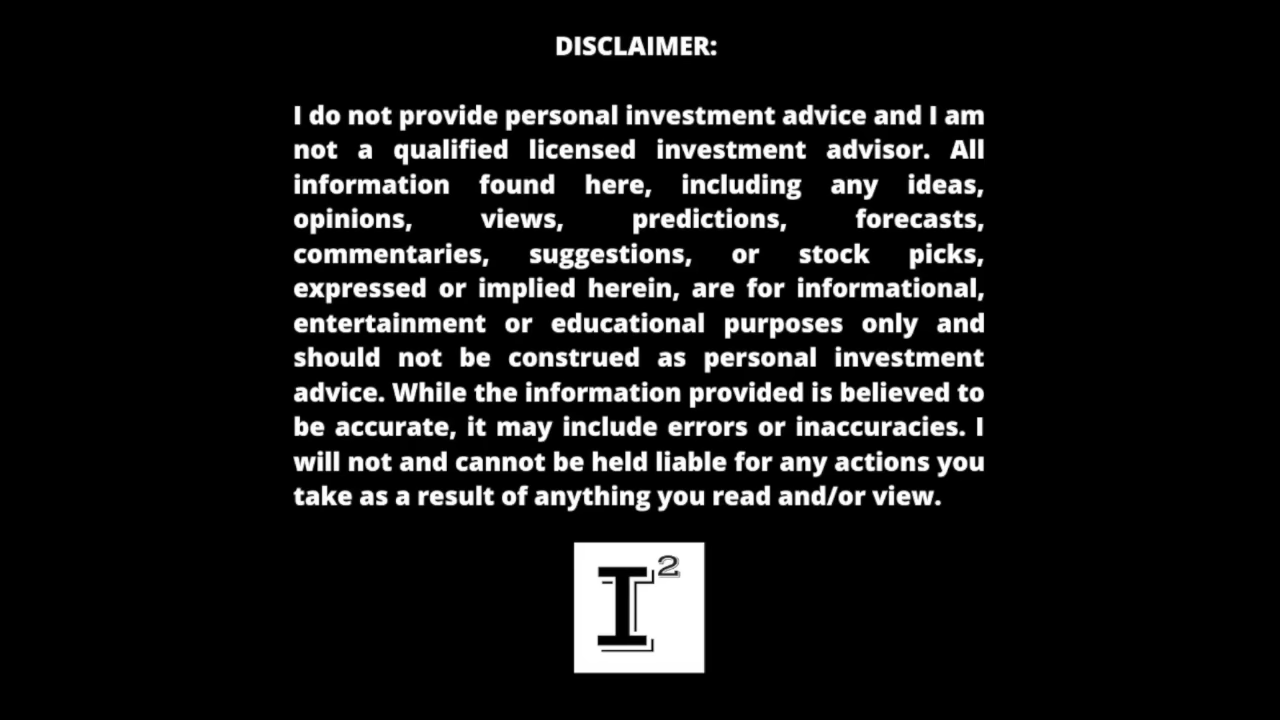 DISCLAIMER:
I do not provide personal investment advice and I am
not a qualified licensed investment advisor. All
information found here, including any ideas,
opinions, views, predictions, forecasts,
commentaries, suggestions, or stock picks,
expressed or implied herein, are for informational,
entertainment or educational purposes only and
should not be construed as personal investment
advice. While the information provided is believed to
be accurate, it may include errors or inaccuracies. I
will not and cannot be held liable for any actions you
take as a result of anything you read and/or view.
I²